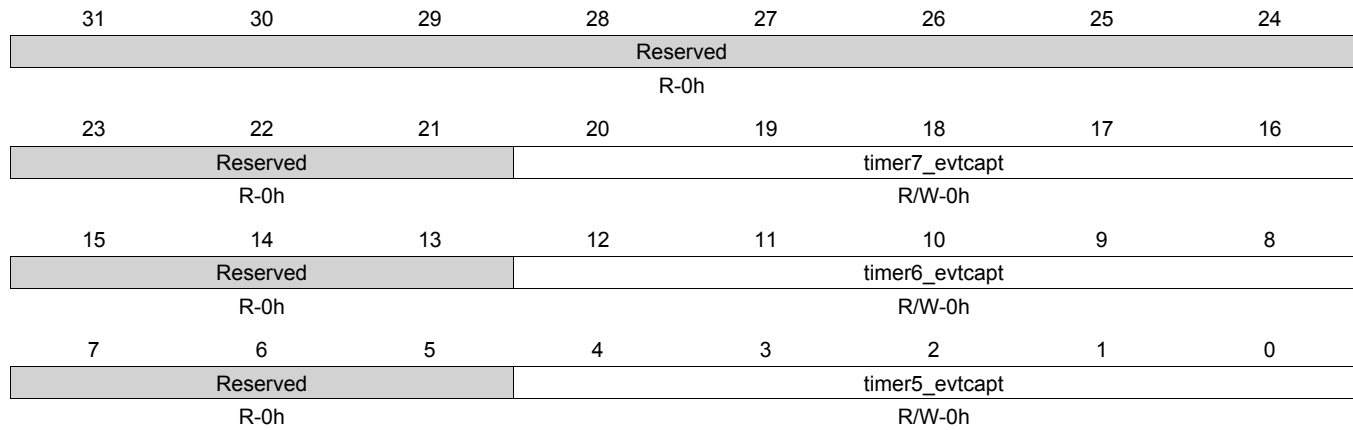 31 30 29 28 27 26 25 24
Reserved
R-0h
23 22 21 20 19 18 17 16
Reserved timer7_evtcapt
R-0h R/W-0h
15 14 13 12 11 10 9 8
Reserved timer6_evtcapt
R-0h R/W-0h
7 6 5 4 3 2 1 0
Reserved timer5_evtcapt
R-0h R/W-0h